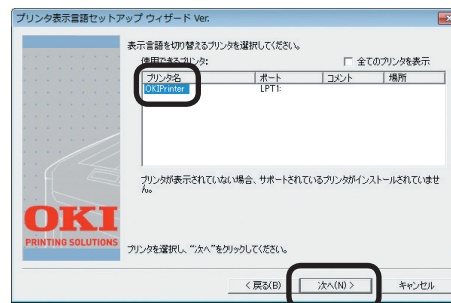 プリンタ表示言語セットアップ ウィザード Ver.
表示言語を切り替えるプリンタを選択してください。
使用できるプリンタ:
全てのプリンタを表示
プリンタ名 ポート コメント 場所
OKIPrinter LPT1:
プリンタが表示されていない場合、サポートされているプリンタがインストールされていませ
ん。
OKI
PRINTING SOLUTIONS
プリンタを選択し、"次へ"をクリックしてください。
< 戻る(B) 次へ(N) > キャンセル